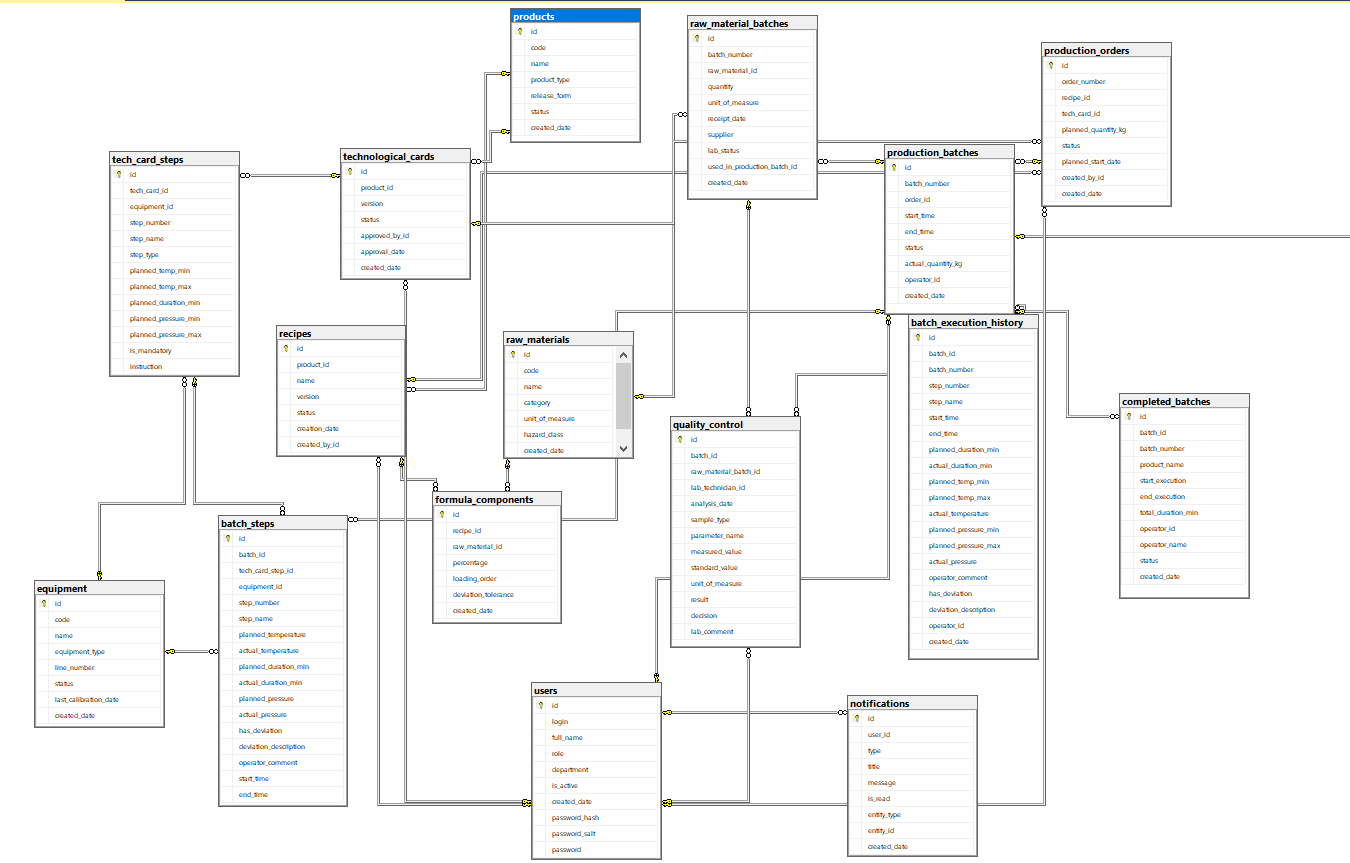 products
id
code
name
product_type
release_form
status
created_date
raw_material_batches
id
batch_number
raw_material_id
quantity
unit_of_measure
receipt_date
supplier
lab_status
used_in_production_batch_id
created_date
production_orders
id
order_number
recipe_id
tech_card_id
planned_quantity_kg
status
planned_start_date
created_by_id
created_date
tech_card_steps
id
tech_card_id
equipment_id
step_number
step_name
step_type
planned_temp_min
planned_temp_max
planned_duration_min
planned_pressure_min
planned_pressure_max
is_mandatory
instruction
technological_cards
id
product_id
version
status
approved_by_id
approval_date
created_date
production_batches
id
batch_number
order_id
start_time
end_time
status
actual_quantity_kg
operator_id
created_date
recipes
id
product_id
name
version
status
creation_date
created_by_id
raw_materials
id
code
name
category
unit_of_measure
hazard_class
created_date
batch_execution_history
id
batch_id
batch_number
step_number
step_name
start_time
end_time
planned_duration_min
actual_duration_min
planned_temp_min
planned_temp_max
actual_temperature
planned_pressure_min
planned_pressure_max
actual_pressure
operator_comment
has_deviation
deviation_description
operator_id
created_date
completed_batches
id
batch_id
batch_number
product_name
start_execution
end_execution
total_duration_min
operator_id
operator_name
status
created_date
quality_control
id
batch_id
raw_material_batch_id
lab_technician_id
analysis_date
sample_type
parameter_name
measured_value
standard_value
unit_of_measure
result
decision
lab_comment
formula_components
id
recipe_id
raw_material_id
percentage
loading_order
deviation_tolerance
created_date
batch_steps
id
batch_id
tech_card_step_id
equipment_id
step_number
step_name
planned_temperature
actual_temperature
planned_duration_min
actual_duration_min
planned_pressure
actual_pressure
has_deviation
deviation_description
operator_comment
start_time
end_time
equipment
id
code
name
equipment_type
line_number
status
last_calibration_date
created_date
users
id
login
full_name
role
department
is_active
created_date
password_hash
password_salt
password
notifications
id
user_id
type
title
message
is_read
entity_type
entity_id
created_date